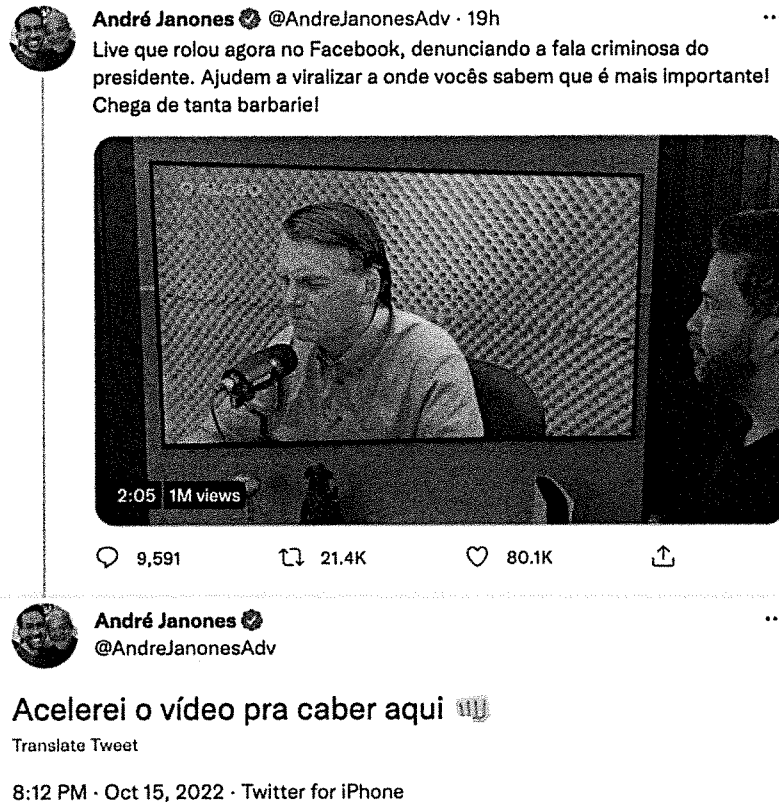 André Janones @AndreJanonesAdv · 19h
Live que rolou agora no Facebook, denunciando a fala criminosa do
presidente. Ajudem a viralizar a onde vocês sabem que é mais importante!
Chega de tanta barbarie!
O GLOBO
2:05 1M views
9,591 21.4K 80.1K
André Janones
@AndreJanonesAdv
Acelerei o vídeo pra caber aqui 👊
Translate Tweet
8:12 PM · Oct 15, 2022 · Twitter for iPhone